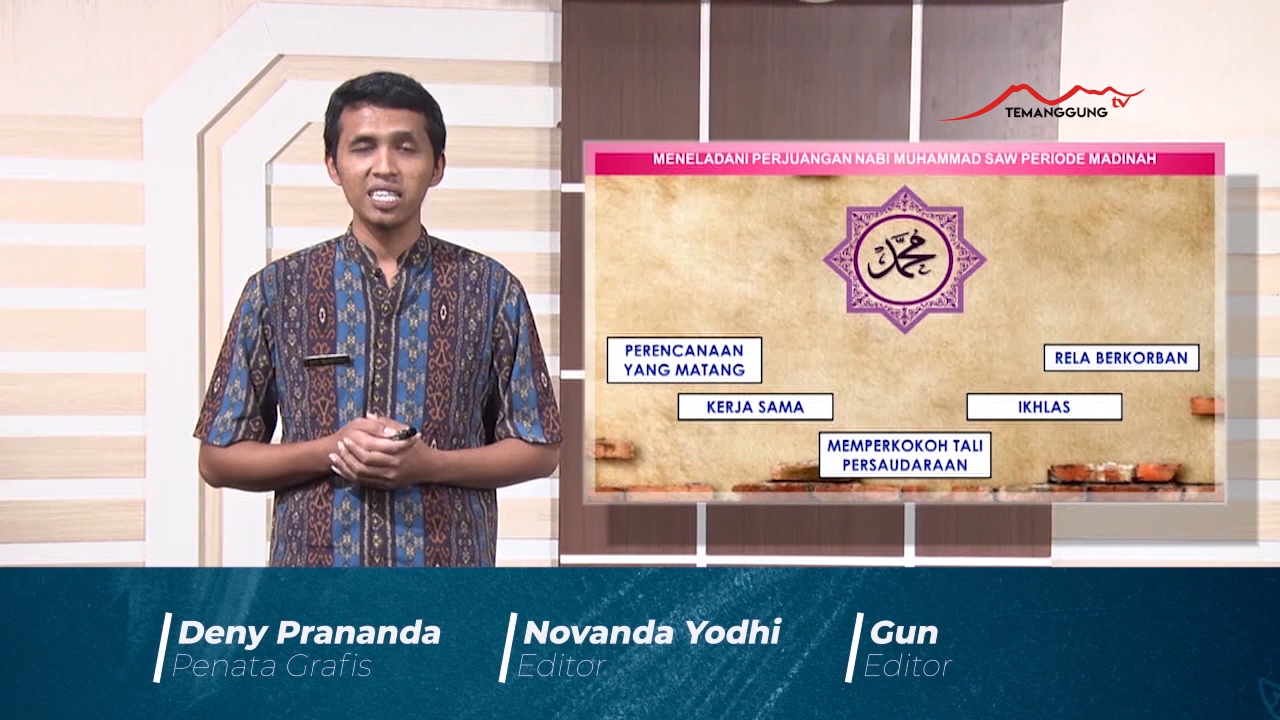 TEMANGGUNG
tv
MENELADANI PERJUANGAN NABI MUHAMMAD SAW PERIODE MADINAH
محمد
PERENCANAAN
YANG MATANG
RELA BERKORBAN
KERJA SAMA
IKHLAS
MEMPERKOKOH TALI
PERSAUDARAAN
Deny Prananda
Penata Grafis
Novanda Yodhi
Editor
Gun
Editor